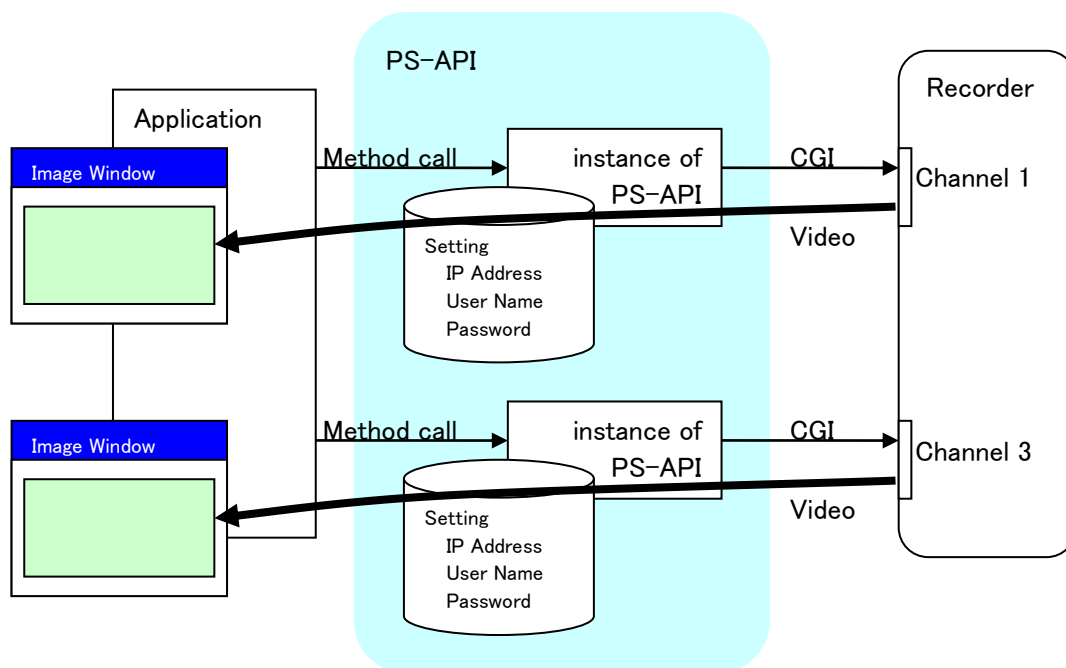 PS-API
Recorder
Application
Image Window
Method call
instance of
PS-API
CGI
Channel 1
Video
Setting
IP Address
User Name
Password
Image Window
Method call
instance of
PS-API
CGI
Channel 3
Video
Setting
IP Address
User Name
Password